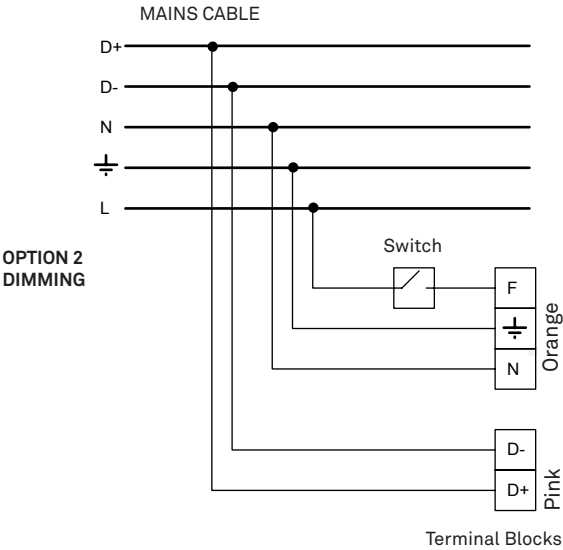 MAINS CABLE
D+
D-
N
L
OPTION 2
DIMMING
Switch
F
N
Orange
D-
D+
Pink
Terminal Blocks